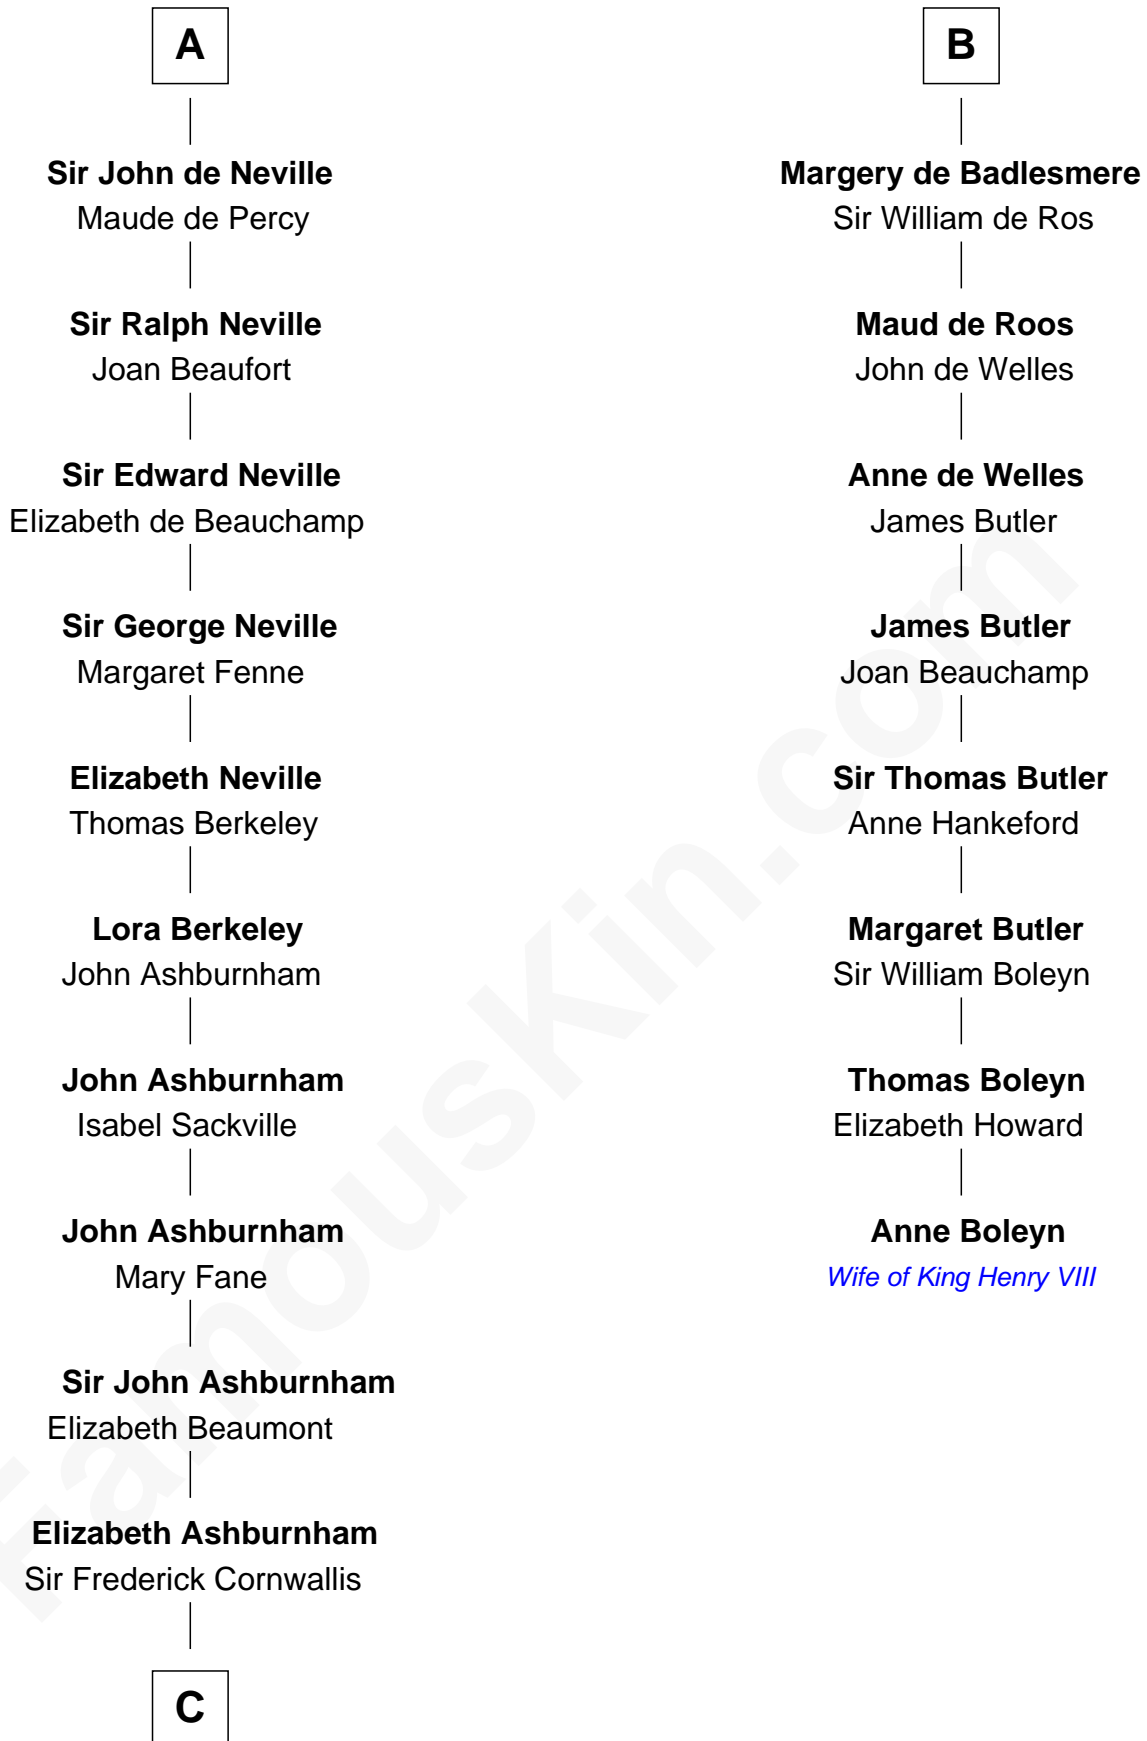 A
Sir John de Neville
Maude de Percy
Sir Ralph Neville
Joan Beaufort
Sir Edward Neville
Elizabeth de Beauchamp
Sir George Neville
Margaret Fenne
Elizabeth Neville
Thomas Berkeley
Lora Berkeley
John Ashburnham
John Ashburnham
Isabel Sackville
John Ashburnham
Mary Fane
Sir John Ashburnham
Elizabeth Beaumont
Elizabeth Ashburnham
Sir Frederick Cornwallis
C
B
Margery de Badlesmere
Sir William de Ros
Maud de Roos
John de Welles
Anne de Welles
James Butler
James Butler
Joan Beauchamp
Sir Thomas Butler
Anne Hankeford
Margaret Butler
Sir William Boleyn
Thomas Boleyn
Elizabeth Howard
Anne Boleyn
Wife of King Henry VIII
FamousKin.com